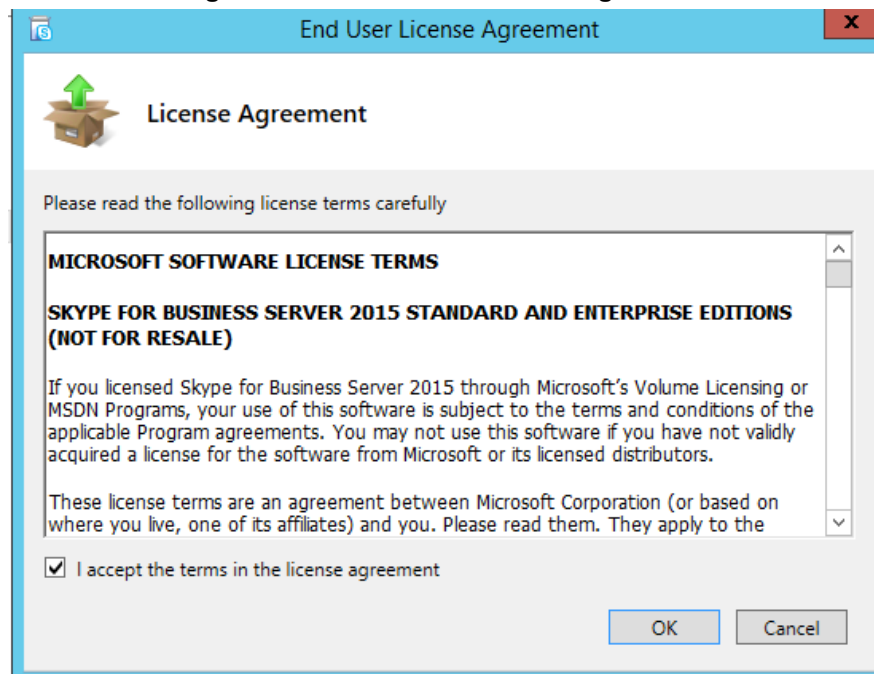 End User License Agreement
License Agreement
Please read the following license terms carefully
MICROSOFT SOFTWARE LICENSE TERMS
SKYPE FOR BUSINESS SERVER 2015 STANDARD AND ENTERPRISE EDITIONS
(NOT FOR RESALE)
If you licensed Skype for Business Server 2015 through Microsoft’s Volume Licensing or
MSDN Programs, your use of this software is subject to the terms and conditions of the
applicable Program agreements. You may not use this software if you have not validly
acquired a license for the software from Microsoft or its licensed distributors.
These license terms are an agreement between Microsoft Corporation (or based on
where you live, one of its affiliates) and you. Please read them. They apply to the
I accept the terms in the license agreement
OK
Cancel